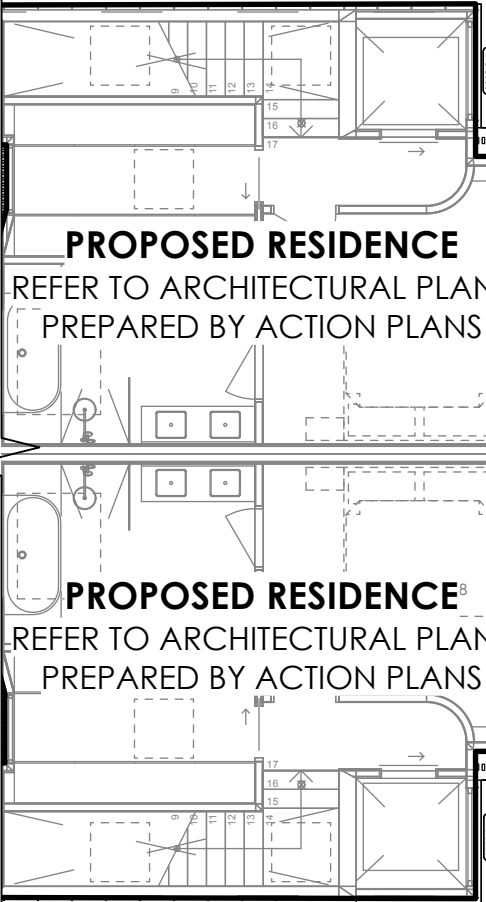 9 10 11 12 13 14
15
16
17
PROPOSED RESIDENCE
REFER TO ARCHITECTURAL PLAN
PREPARED BY ACTION PLANS
8
PROPOSED RESIDENCE
REFER TO ARCHITECTURAL PLAN
PREPARED BY ACTION PLANS
17
16
15
9 10 11 12 13 14